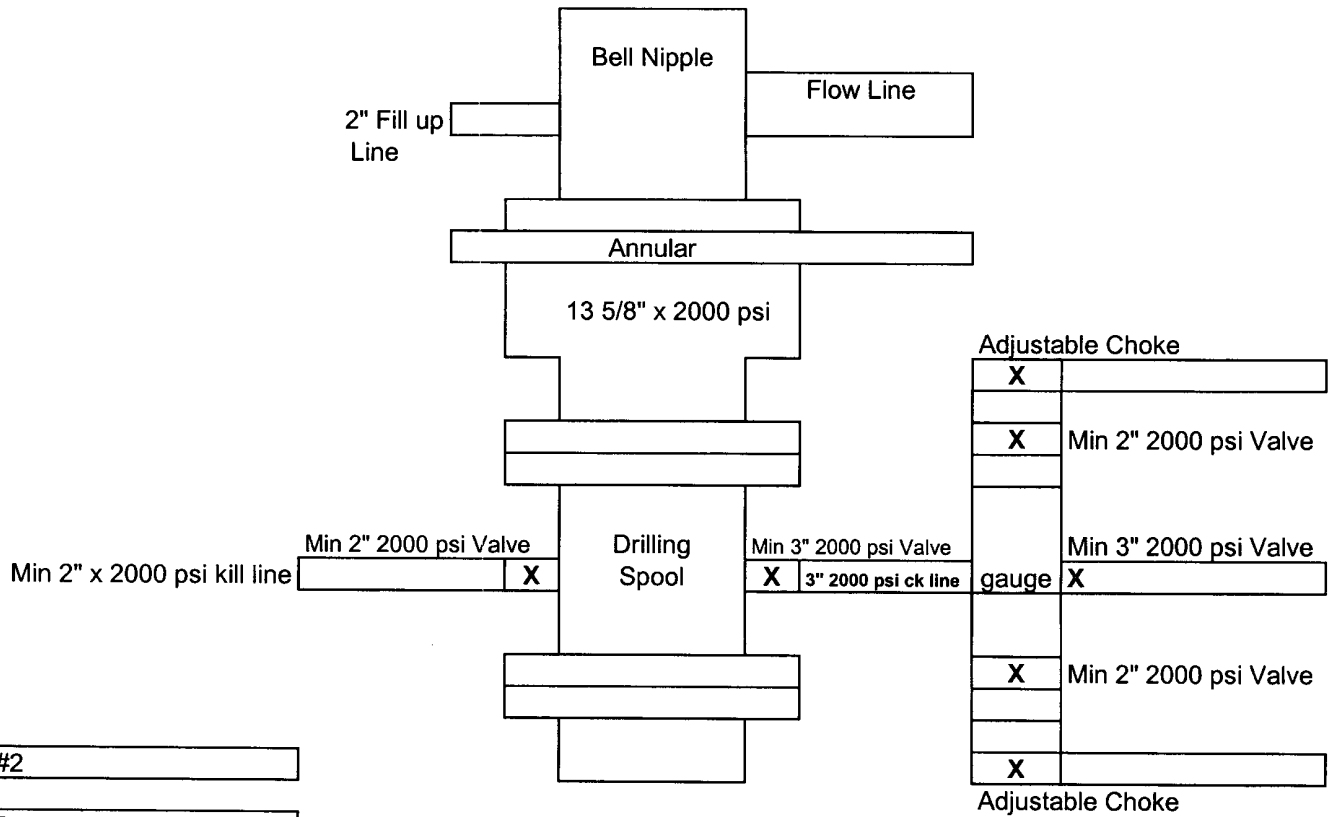 Bell Nipple
Flow Line
2" Fill up
Line
Annular
13 5/8" x 2000 psi
Adjustable Choke
X
X
Min 2" 2000 psi Valve
Min 2" 2000 psi Valve
Drilling
Spool
Min 3" 2000 psi Valve
Min 3" 2000 psi Valve
Min 2" x 2000 psi kill line
X
X
3" 2000 psi ck line
gauge
X
X
Min 2" 2000 psi Valve
#2
X
Adjustable Choke